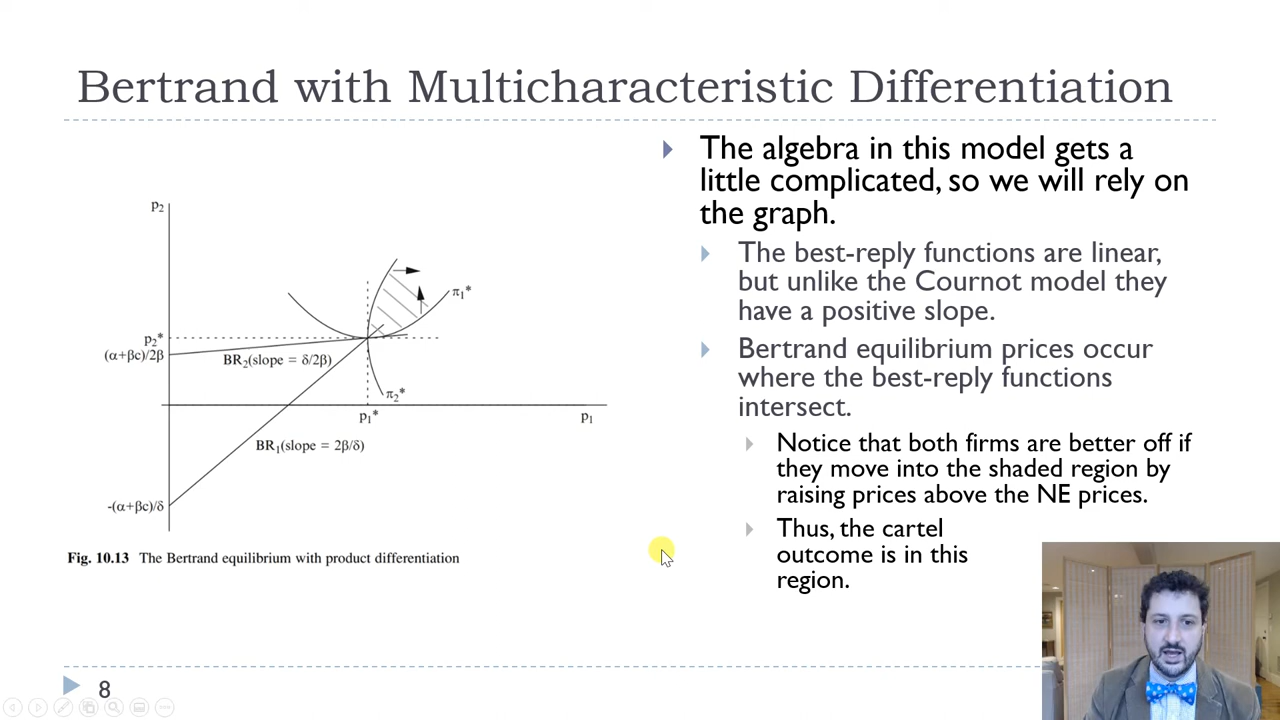 Bertrand with Multicharacteristic Differentiation
p₂
π₁*
p₂*
(α+βc)/2β
BR₂(slope = δ/2β)
π₂*
p₁*
p₁
BR₁(slope = 2β/δ)
-(α+βc)/δ
Fig. 10.13 The Bertrand equilibrium with product differentiation
The algebra in this model gets a
little complicated, so we will rely on
the graph.
The best-reply functions are linear,
but unlike the Cournot model they
have a positive slope.
Bertrand equilibrium prices occur
where the best-reply functions
intersect.
Notice that both firms are better off if
they move into the shaded region by
raising prices above the NE prices.
Thus, the cartel
outcome is in this
region.
8